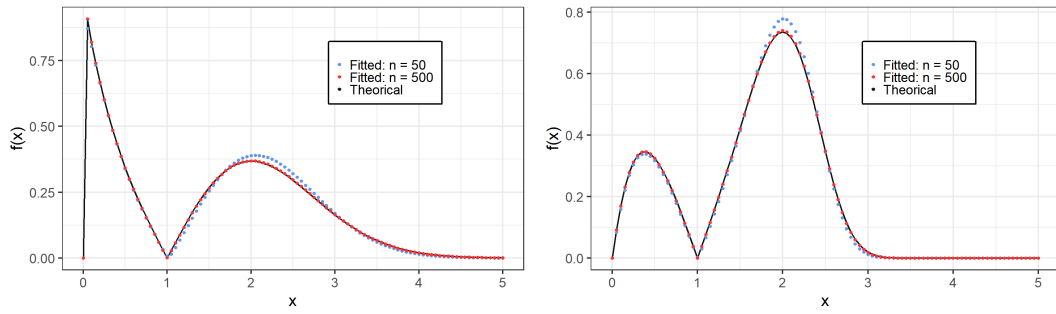 f(x)
0.75
0.50
0.25
0.00
Fitted: n = 50
Fitted: n = 500
Theorical
0
1
2
3
4
5
x
f(x)
0.8
0.6
0.4
0.2
0.0
Fitted: n = 50
Fitted: n = 500
Theorical
0
1
2
3
4
5
x